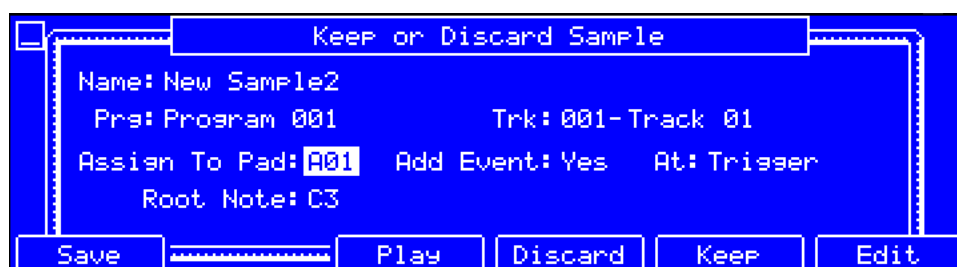 Keep or Discard Sample
Name:New Sample2
Prg:Program 001 Trk:001-Track 01
Assign To Pad:A01 Add Event:Yes At:Trigger
Root Note:C3
Save Play Discard Keep Edit